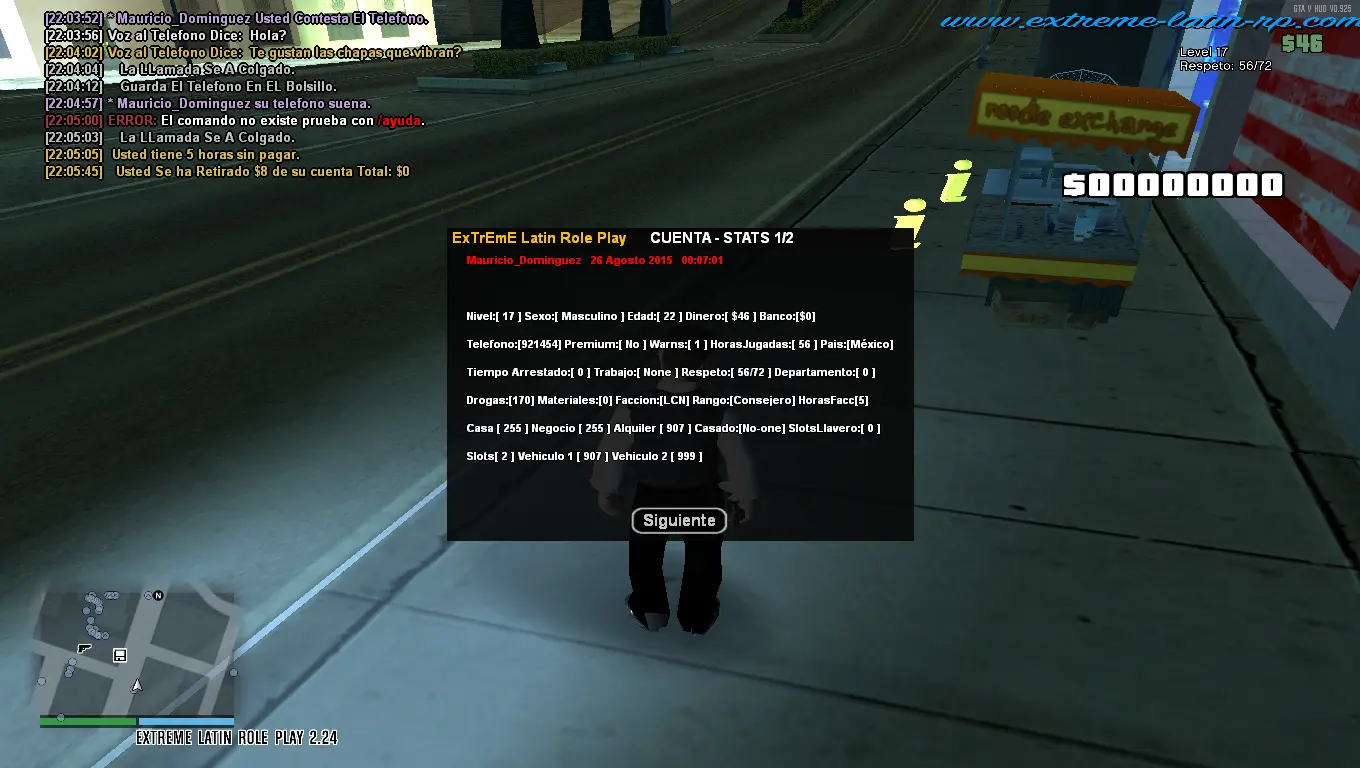 GTA V HUD V0.925
www.extreme-latin-rp.com
$46
Level 17
Respeto: 56/72
[22:03:52] * Mauricio_Dominguez Usted Contesta El Telefono.
[22:03:56] Voz al Telefono Dice: Hola?
[22:04:02] Voz al Telefono Dice: Te gustan las chapas que vibran?
[22:04:04] La LLamada Se A Colgado.
[22:04:12] Guarda El Telefono En EL Bolsillo.
[22:04:57] * Mauricio_Dominguez su telefono suena.
[22:05:00] ERROR: El comando no existe prueba con /ayuda.
[22:05:03] La LLamada Se A Colgado.
[22:05:05] Usted tiene 5 horas sin pagar.
[22:05:45] Usted Se ha Retirado $8 de su cuenta Total: $0
noodle exchange
$00000000
ExTrEmE Latin Role Play CUENTA - STATS 1/2
Mauricio_Dominguez 26 Agosto 2015 00:07:01
Nivel:[ 17 ] Sexo:[ Masculino ] Edad:[ 22 ] Dinero:[ $46 ] Banco:[$0]
Telefono:[921454] Premium:[ No ] Warns:[ 1 ] HorasJugadas:[ 56 ] Pais:[México]
Tiempo Arrestado:[ 0 ] Trabajo:[ None ] Respeto:[ 56/72 ] Departamento:[ 0 ]
Drogas:[170] Materiales:[0] Faccion:[LCN] Rango:[Consejero] HorasFacc[5]
Casa [ 255 ] Negocio [ 255 ] Alquiler [ 907 ] Casado:[No-one] SlotsLlavero:[ 0 ]
Slots[ 2 ] Vehiculo 1 [ 907 ] Vehiculo 2 [ 999 ]
Siguiente
N
EXTREME LATIN ROLE PLAY 2.24